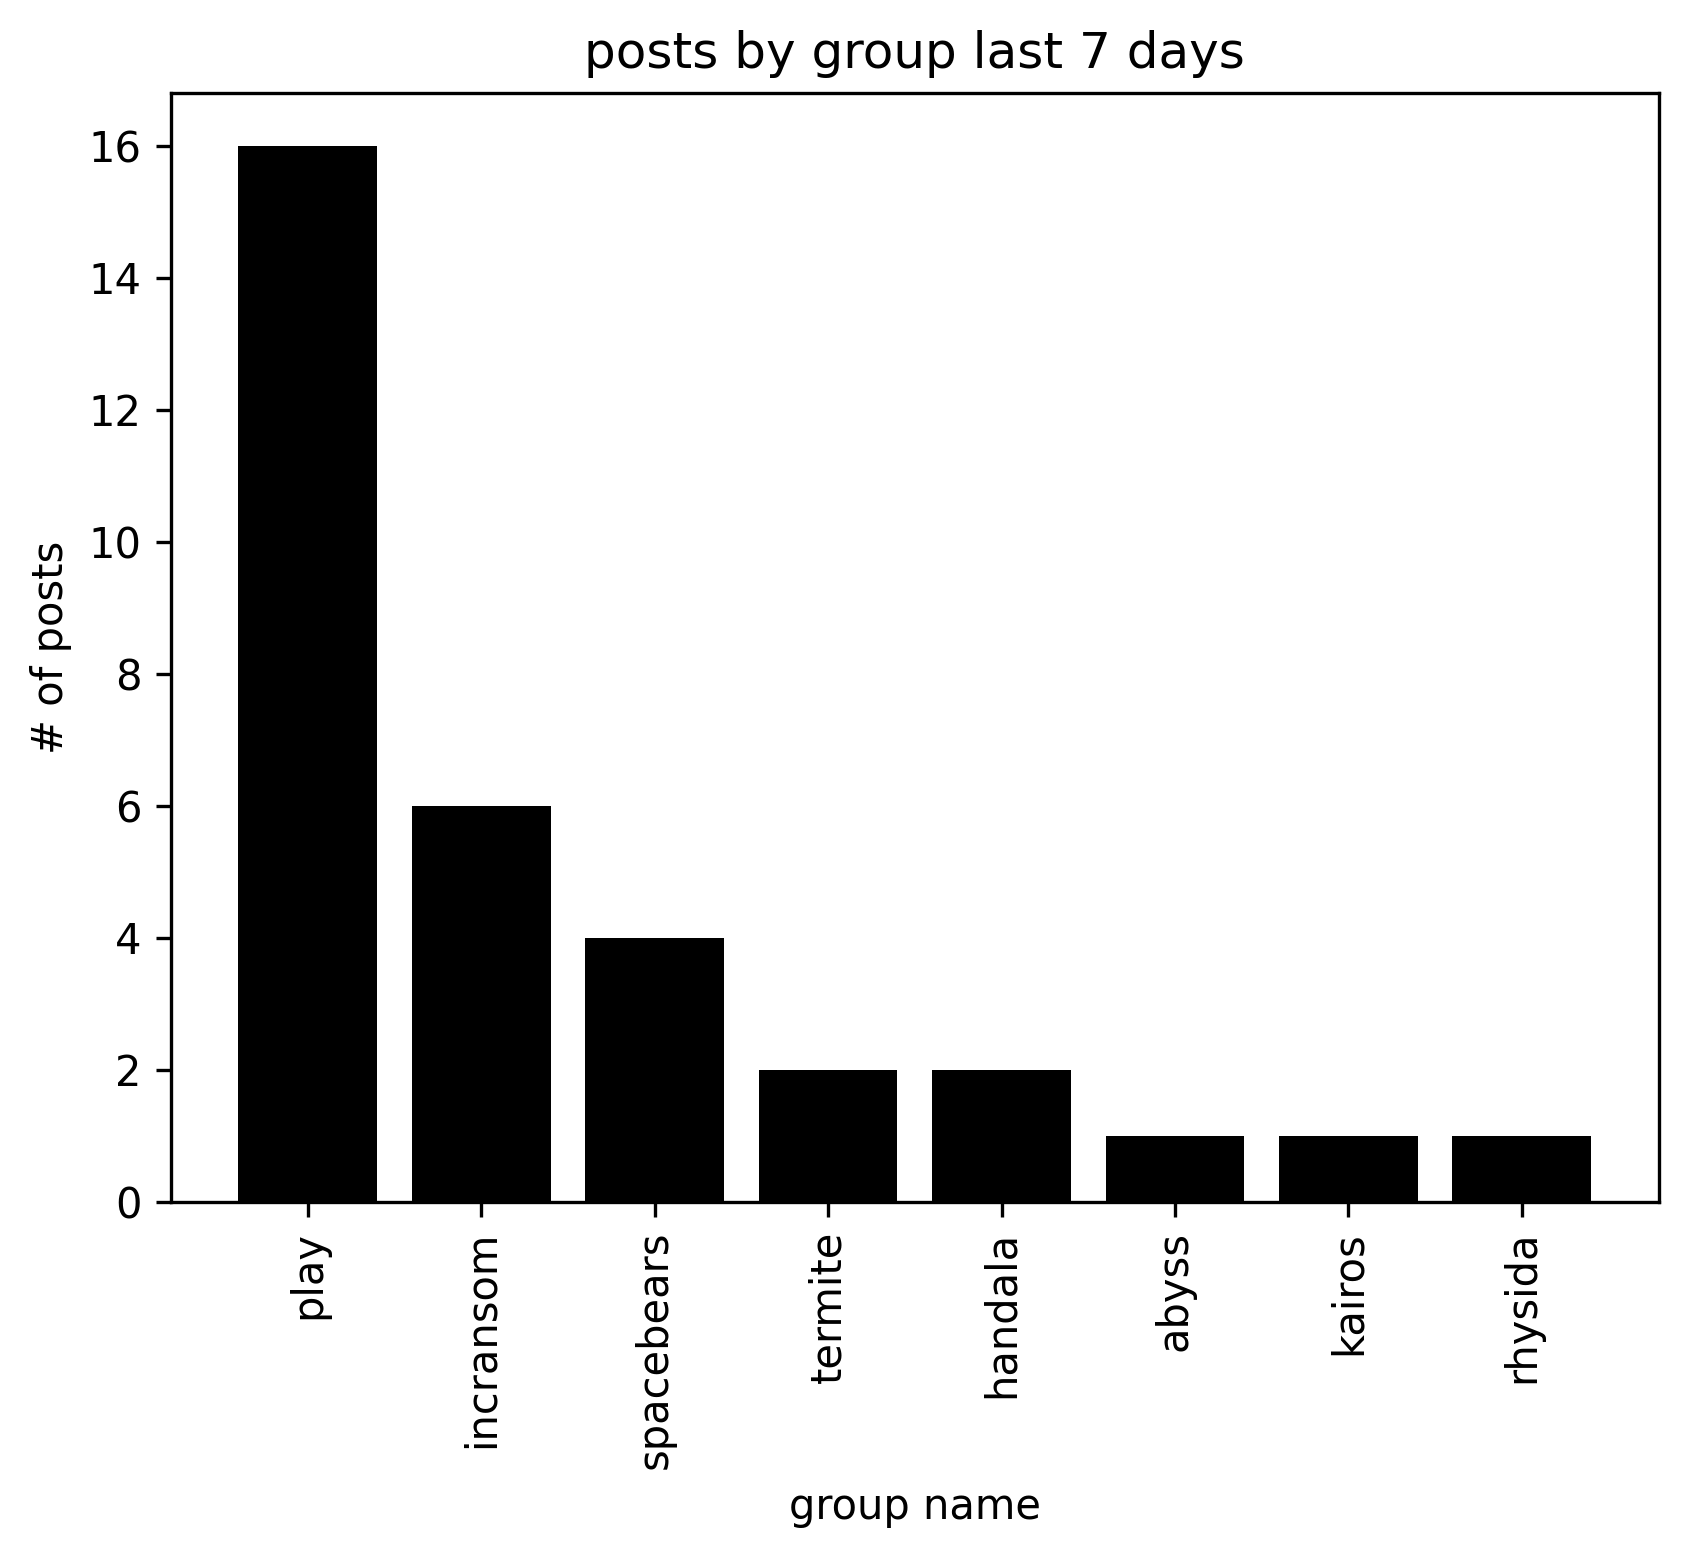 posts by group last 7 days
16
14
12
10
8
6
4
2
0
# of posts
play
incransom
spacebears
termite
handala
abyss
kairos
rhysida
group name